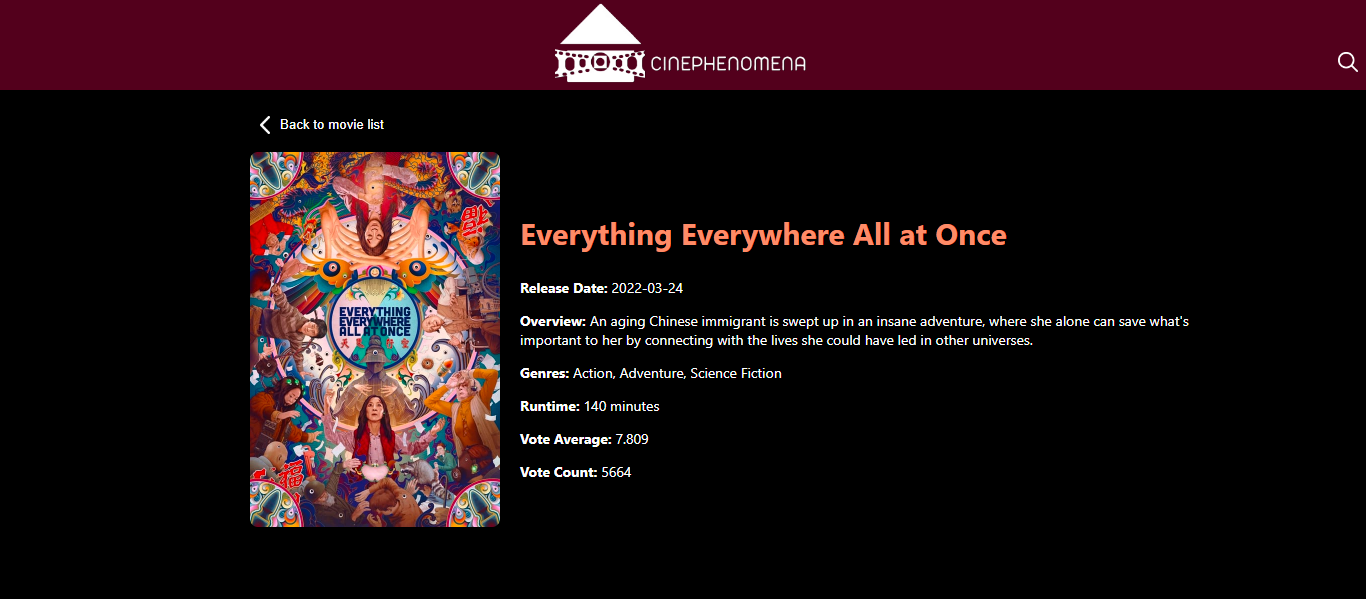 CINEPHENOMENA
Back to movie list
EVERYTHING
EVERYWHERE
ALL AT ONCE
福
福
Everything Everywhere All at Once
Release Date: 2022-03-24
Overview: An aging Chinese immigrant is swept up in an insane adventure, where she alone can save what's
important to her by connecting with the lives she could have led in other universes.
Genres: Action, Adventure, Science Fiction
Runtime: 140 minutes
Vote Average: 7.809
Vote Count: 5664